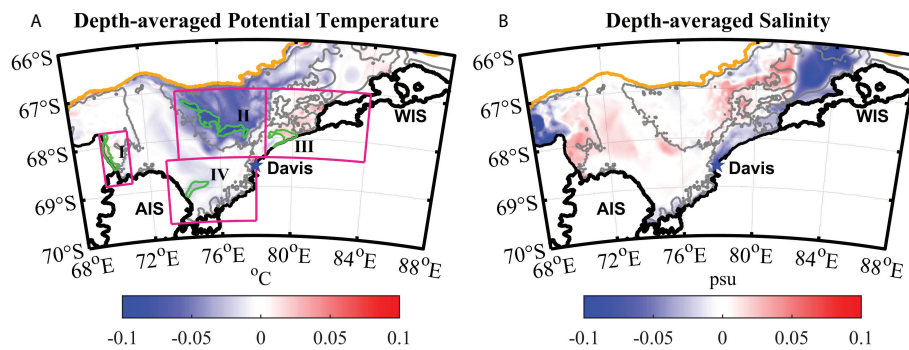 A Depth-averaged Potential Temperature
66°S
67°S
68°S
69°S
70°S
68°E 72°E 76°E 80°E 84°E 88°E
I
II
III
IV
WIS
Davis
AIS
°C
-0.1 -0.05 0 0.05 0.1
B Depth-averaged Salinity
66°S
67°S
68°S
69°S
70°S
68°E 72°E 76°E 80°E 84°E 88°E
WIS
Davis
AIS
psu
-0.1 -0.05 0 0.05 0.1